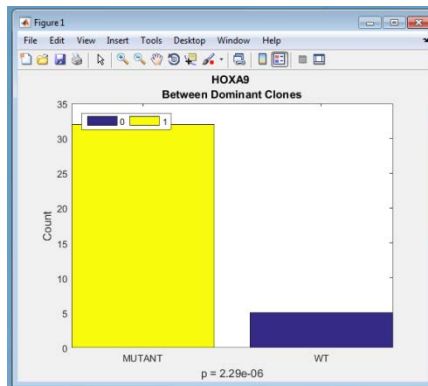 Figure 1
File Edit View Insert Tools Desktop Window Help
HOXA9
Between Dominant Clones
35
0 1
30
25
20
15
10
5
0
Count
MUTANT WT
p = 2.29e-06